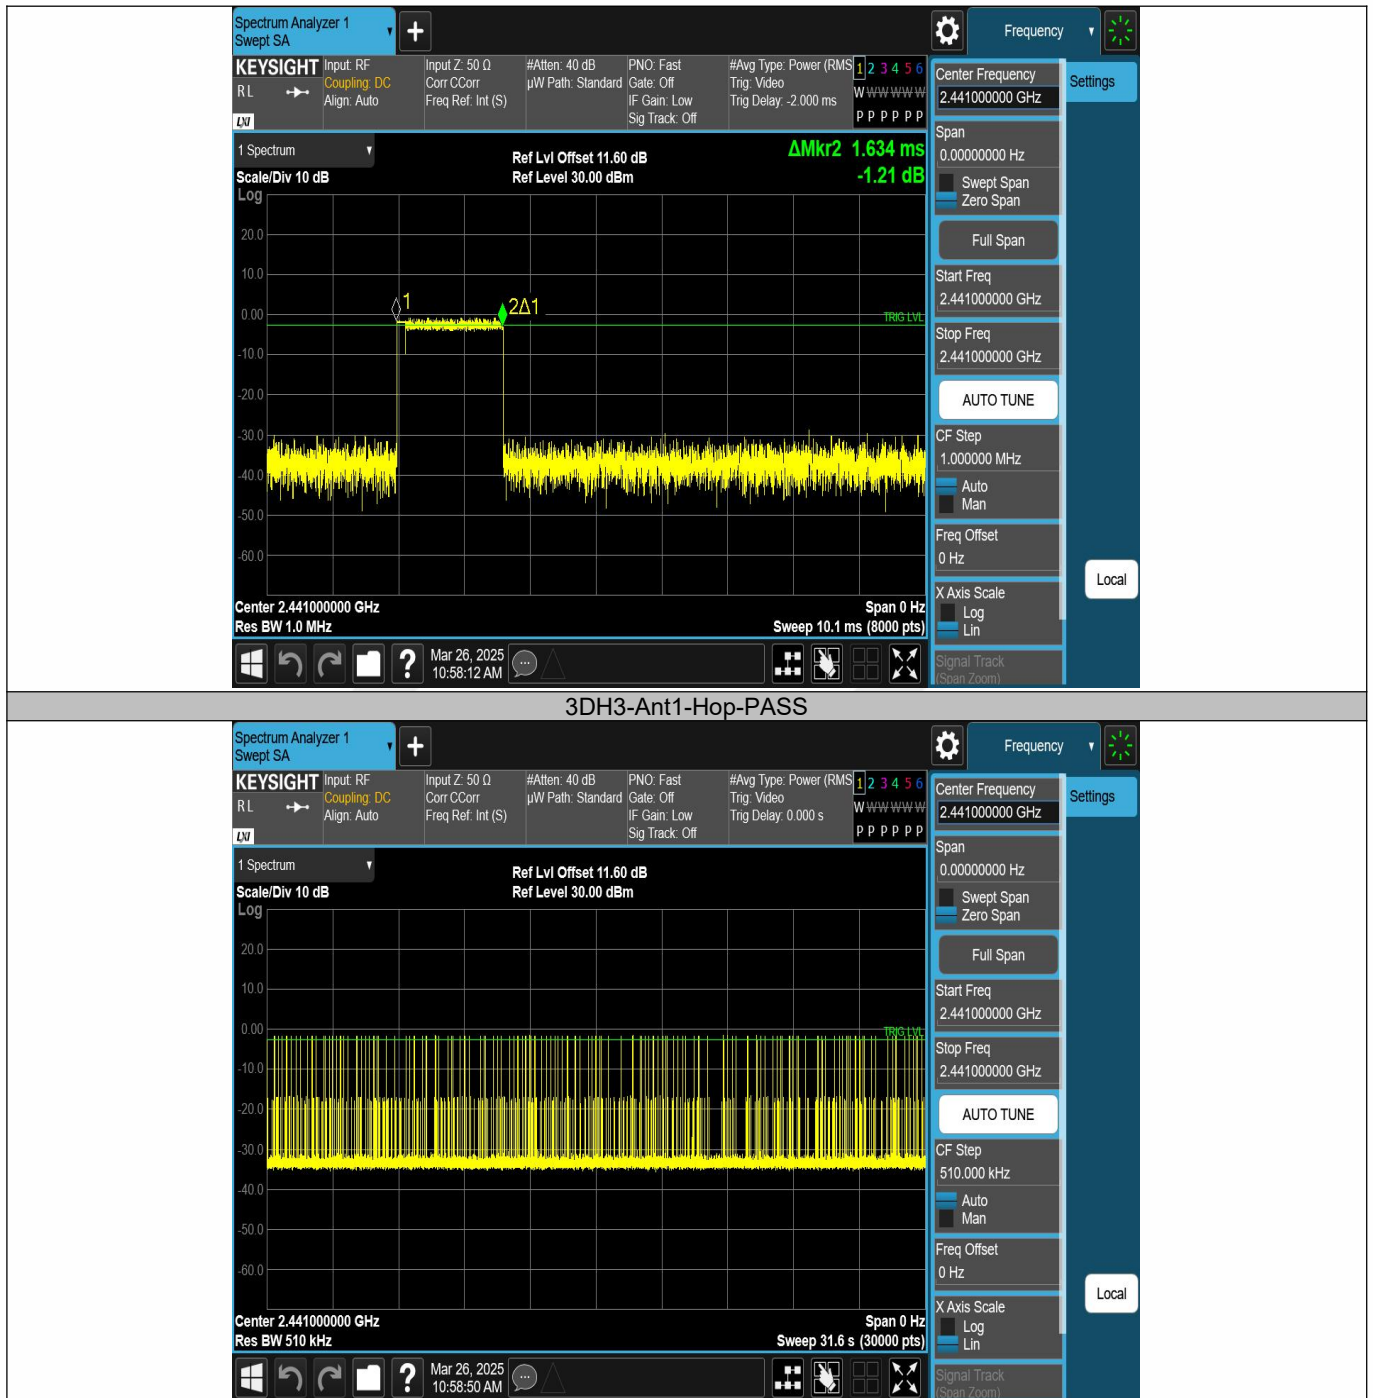 Spectrum Analyzer 1
Swept SA
+
Frequency
KEYSIGHT
RL
LXI
Input: RF
Coupling: DC
Align: Auto
Input Z: 50 Ω
Corr CCorr
Freq Ref: Int (S)
#Atten: 40 dB
µW Path: Standard
PNO: Fast
Gate: Off
IF Gain: Low
Sig Track: Off
#Avg Type: Power (RMS
Trig: Video
Trig Delay: -2.000 ms
1 2 3 4 5 6
W W W W W W
P P P P P P
Center Frequency
2.441000000 GHz
Settings
1 Spectrum
Scale/Div 10 dB
Ref Lvl Offset 11.60 dB
Ref Level 30.00 dBm
ΔMkr2 1.634 ms
-1.21 dB
Log
20.0
10.0
0.00
-10.0
-20.0
-30.0
-40.0
-50.0
-60.0
1
2Δ1
TRIG LVL
Span
0.00000000 Hz
Swept Span
Zero Span
Full Span
Start Freq
2.441000000 GHz
Stop Freq
2.441000000 GHz
AUTO TUNE
CF Step
1.000000 MHz
Auto
Man
Freq Offset
0 Hz
X Axis Scale
Log
Lin
Signal Track
(Span Zoom)
Local
Center 2.441000000 GHz
Res BW 1.0 MHz
Span 0 Hz
Sweep 10.1 ms (8000 pts)
?
Mar 26, 2025
10:58:12 AM
3DH3-Ant1-Hop-PASS
Spectrum Analyzer 1
Swept SA
+
Frequency
KEYSIGHT
RL
LXI
Input: RF
Coupling: DC
Align: Auto
Input Z: 50 Ω
Corr CCorr
Freq Ref: Int (S)
#Atten: 40 dB
µW Path: Standard
PNO: Fast
Gate: Off
IF Gain: Low
Sig Track: Off
#Avg Type: Power (RMS
Trig: Video
Trig Delay: 0.000 s
1 2 3 4 5 6
W W W W W W
P P P P P P
Center Frequency
2.441000000 GHz
Settings
1 Spectrum
Scale/Div 10 dB
Ref Lvl Offset 11.60 dB
Ref Level 30.00 dBm
Log
20.0
10.0
0.00
-10.0
-20.0
-30.0
-40.0
-50.0
-60.0
TRIG LVL
Span
0.00000000 Hz
Swept Span
Zero Span
Full Span
Start Freq
2.441000000 GHz
Stop Freq
2.441000000 GHz
AUTO TUNE
CF Step
510.000 kHz
Auto
Man
Freq Offset
0 Hz
X Axis Scale
Log
Lin
Signal Track
(Span Zoom)
Local
Center 2.441000000 GHz
Res BW 510 kHz
Span 0 Hz
Sweep 31.6 s (30000 pts)
?
Mar 26, 2025
10:58:50 AM